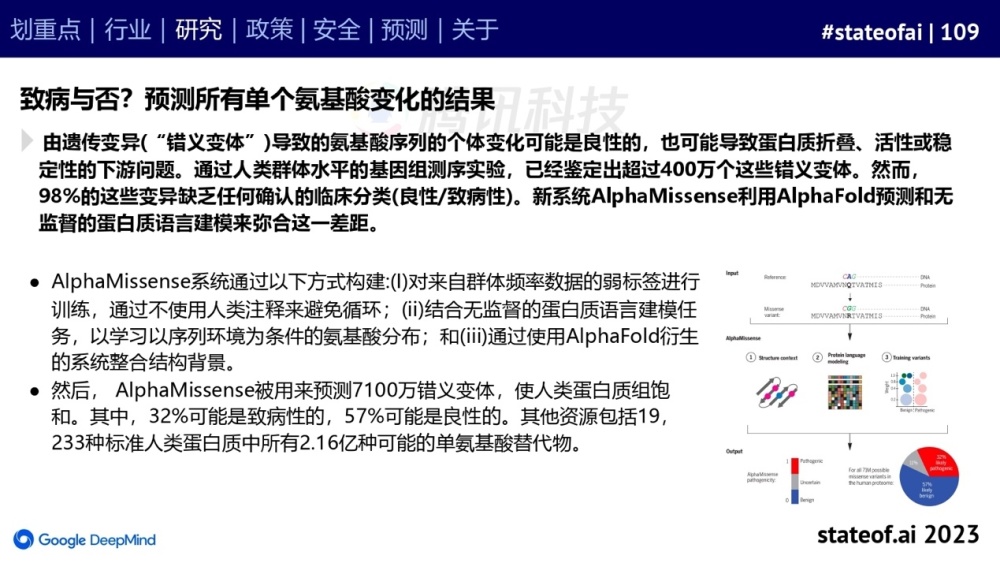 划重点 | 行业 | 研究 | 政策 | 安全 | 预测 | 关于
#stateofai | 109
腾讯科技
致病与否？预测所有单个氨基酸变化的结果
由遗传变异(“错义变体”)导致的氨基酸序列的个体变化可能是良性的，也可能导致蛋白质折叠、活性或稳
定性的下游问题。通过人类群体水平的基因组测序实验，已经鉴定出超过400万个这些错义变体。然而，
98%的这些变异缺乏任何确认的临床分类(良性/致病性)。新系统AlphaMissense利用AlphaFold预测和无
监督的蛋白质语言建模来弥合这一差距。
● AlphaMissense系统通过以下方式构建:(I)对来自群体频率数据的弱标签进行
训练，通过不使用人类注释来避免循环；(ii)结合无监督的蛋白质语言建模任
务，以学习以序列环境为条件的氨基酸分布；和(iii)通过使用AlphaFold衍生
的系统整合结构背景。
● 然后， AlphaMissense被用来预测7100万错义变体，使人类蛋白质组饱
和。其中，32%可能是致病性的，57%可能是良性的。其他资源包括19，
233种标准人类蛋白质中所有2.16亿种可能的单氨基酸替代物。
Input
Reference
CAG
DNA
MDVVAMVNQTVATMIS
Protein
Missense
variant
CGG
DNA
MDVVAMVNRTVATMIS
Protein
AlphaMissense
1 Structure context
2 Protein language
modeling
3 Training variants
Weight
Benign Pathogenic
Output
AlphaMissense
pathogenicity:
1
Pathogenic
Uncertain
0
Benign
For all 71M possible
missense variants in
the human proteome:
32%
likely
pathogenic
57%
likely
benign
Google DeepMind
stateof.ai 2023